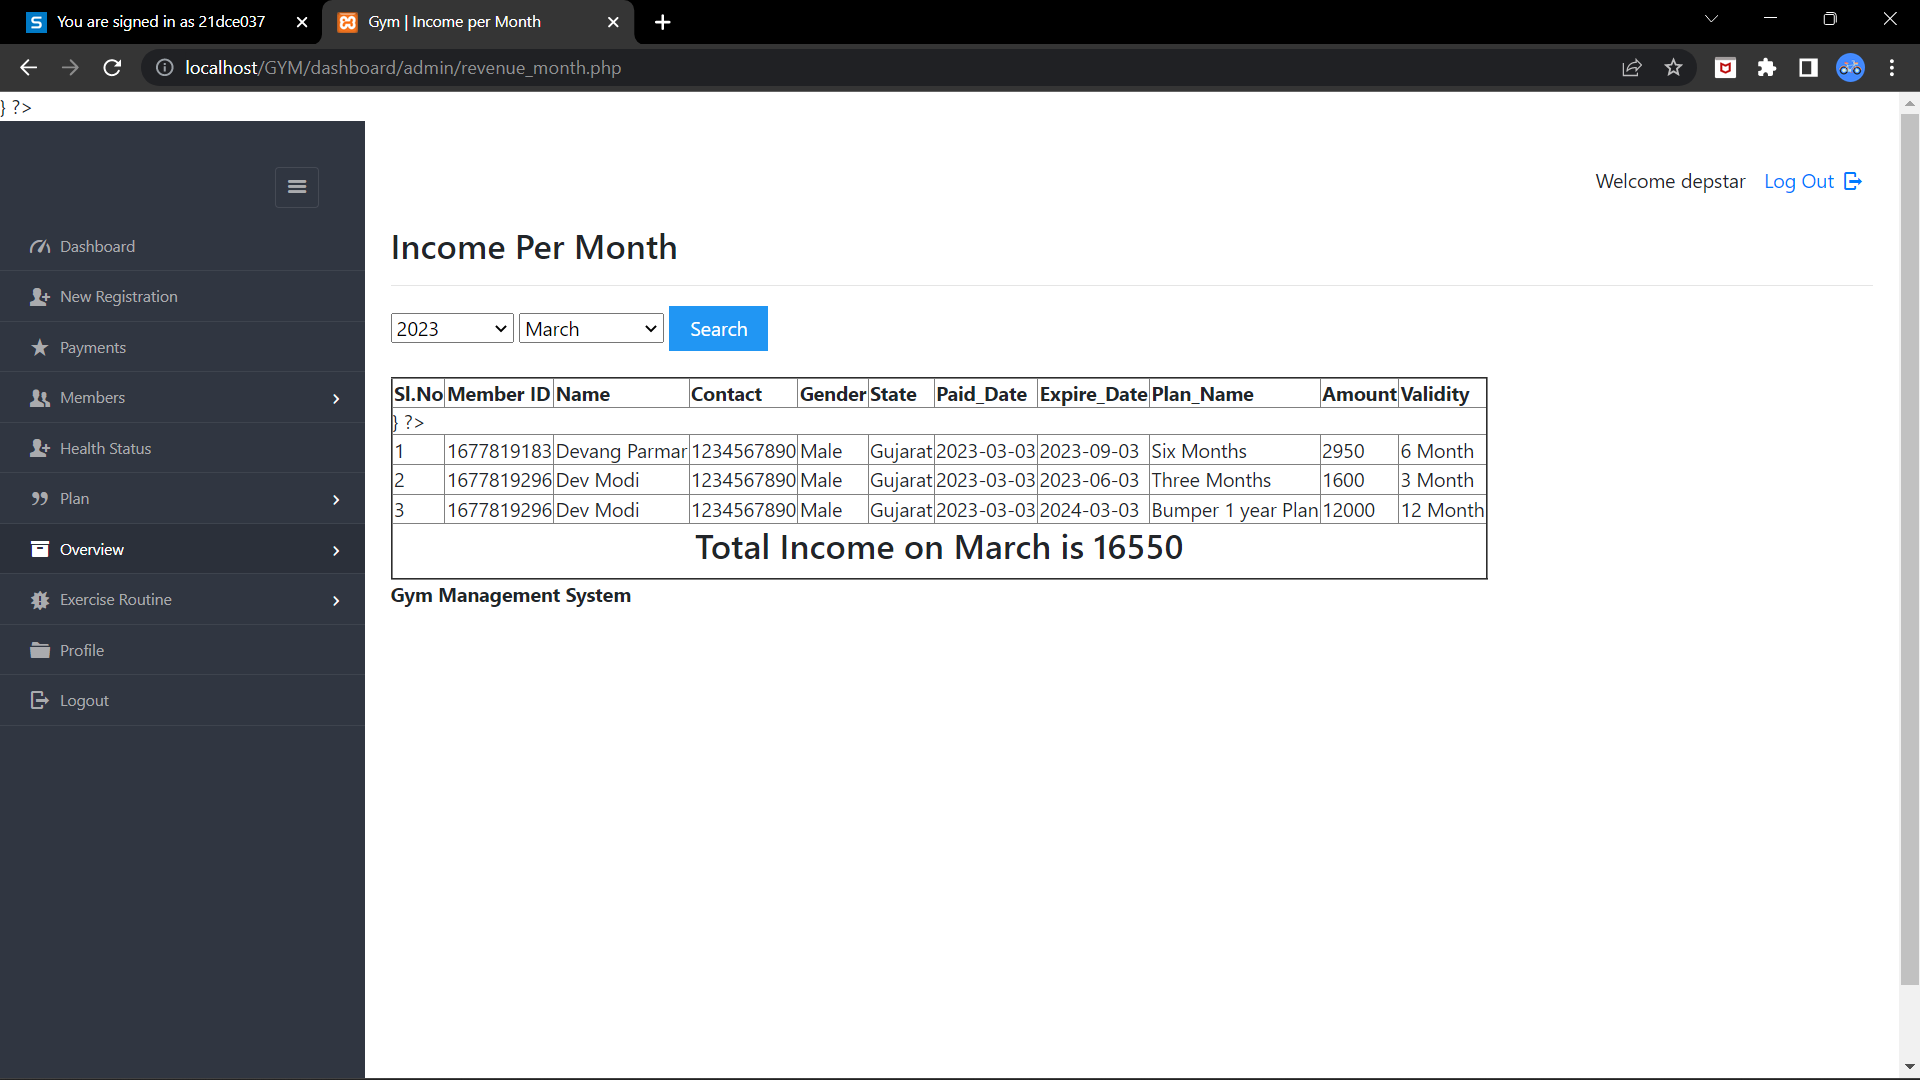 You are signed in as 21dce037
Gym | Income per Month
localhost/GYM/dashboard/admin/revenue_month.php
} ?>
Welcome depstar Log Out
Dashboard
New Registration
Payments
Members
Health Status
Plan
Overview
Exercise Routine
Profile
Logout
Income Per Month
2023 March Search
Sl.No Member ID Name Contact Gender State Paid_Date Expire_Date Plan_Name Amount Validity
} ?>
1 1677819183 Devang Parmar 1234567890 Male Gujarat 2023-03-03 2023-09-03 Six Months 2950 6 Month
2 1677819296 Dev Modi 1234567890 Male Gujarat 2023-03-03 2023-06-03 Three Months 1600 3 Month
3 1677819296 Dev Modi 1234567890 Male Gujarat 2023-03-03 2024-03-03 Bumper 1 year Plan 12000 12 Month
Total Income on March is 16550
Gym Management System